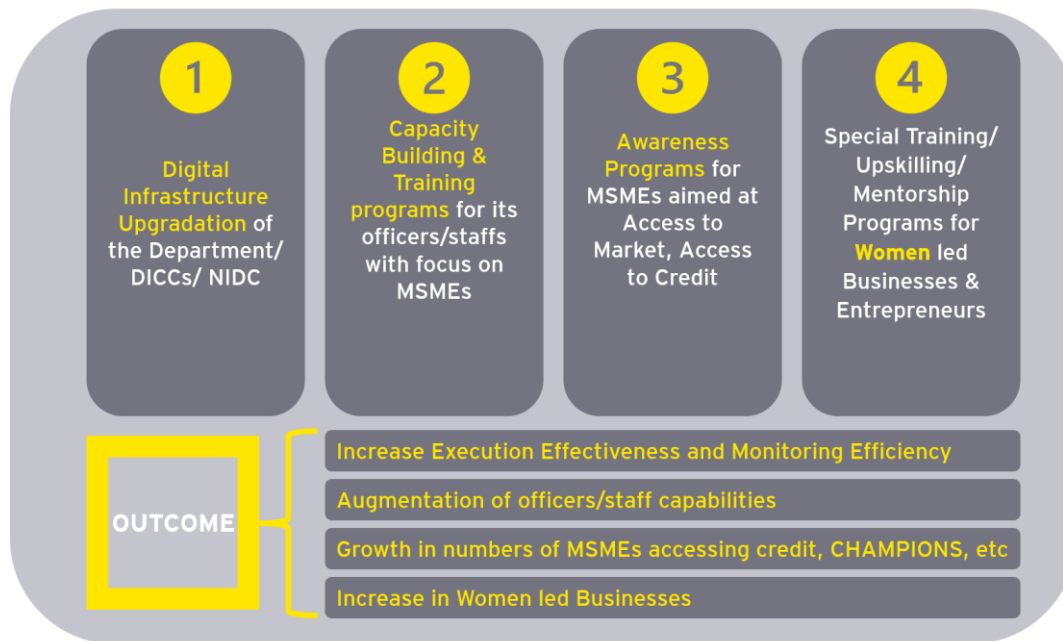 1
Digital
Infrastructure
Upgradation of
the Department/
DICCs/ NIDC
2
Capacity
Building &
Training
programs for its
officers/staffs
with focus on
MSMEs
3
Awareness
Programs for
MSMEs aimed at
Access to
Market, Access
to Credit
4
Special Training/
Upskilling/
Mentorship
Programs for
Women led
Businesses &
Entrepreneurs
OUTCOME
Increase Execution Effectiveness and Monitoring Efficiency
Augmentation of officers/staff capabilities
Growth in numbers of MSMEs accessing credit, CHAMPIONS, etc
Increase in Women led Businesses